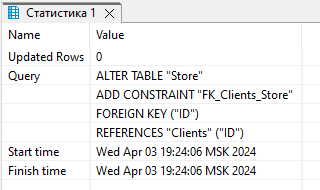 Статистика 1
Name Value
Updated Rows 0
Query ALTER TABLE "Store"
ADD CONSTRAINT "FK_Clients_Store"
FOREIGN KEY ("ID")
REFERENCES "Clients" ("ID")
Start time Wed Apr 03 19:24:06 MSK 2024
Finish time Wed Apr 03 19:24:06 MSK 2024